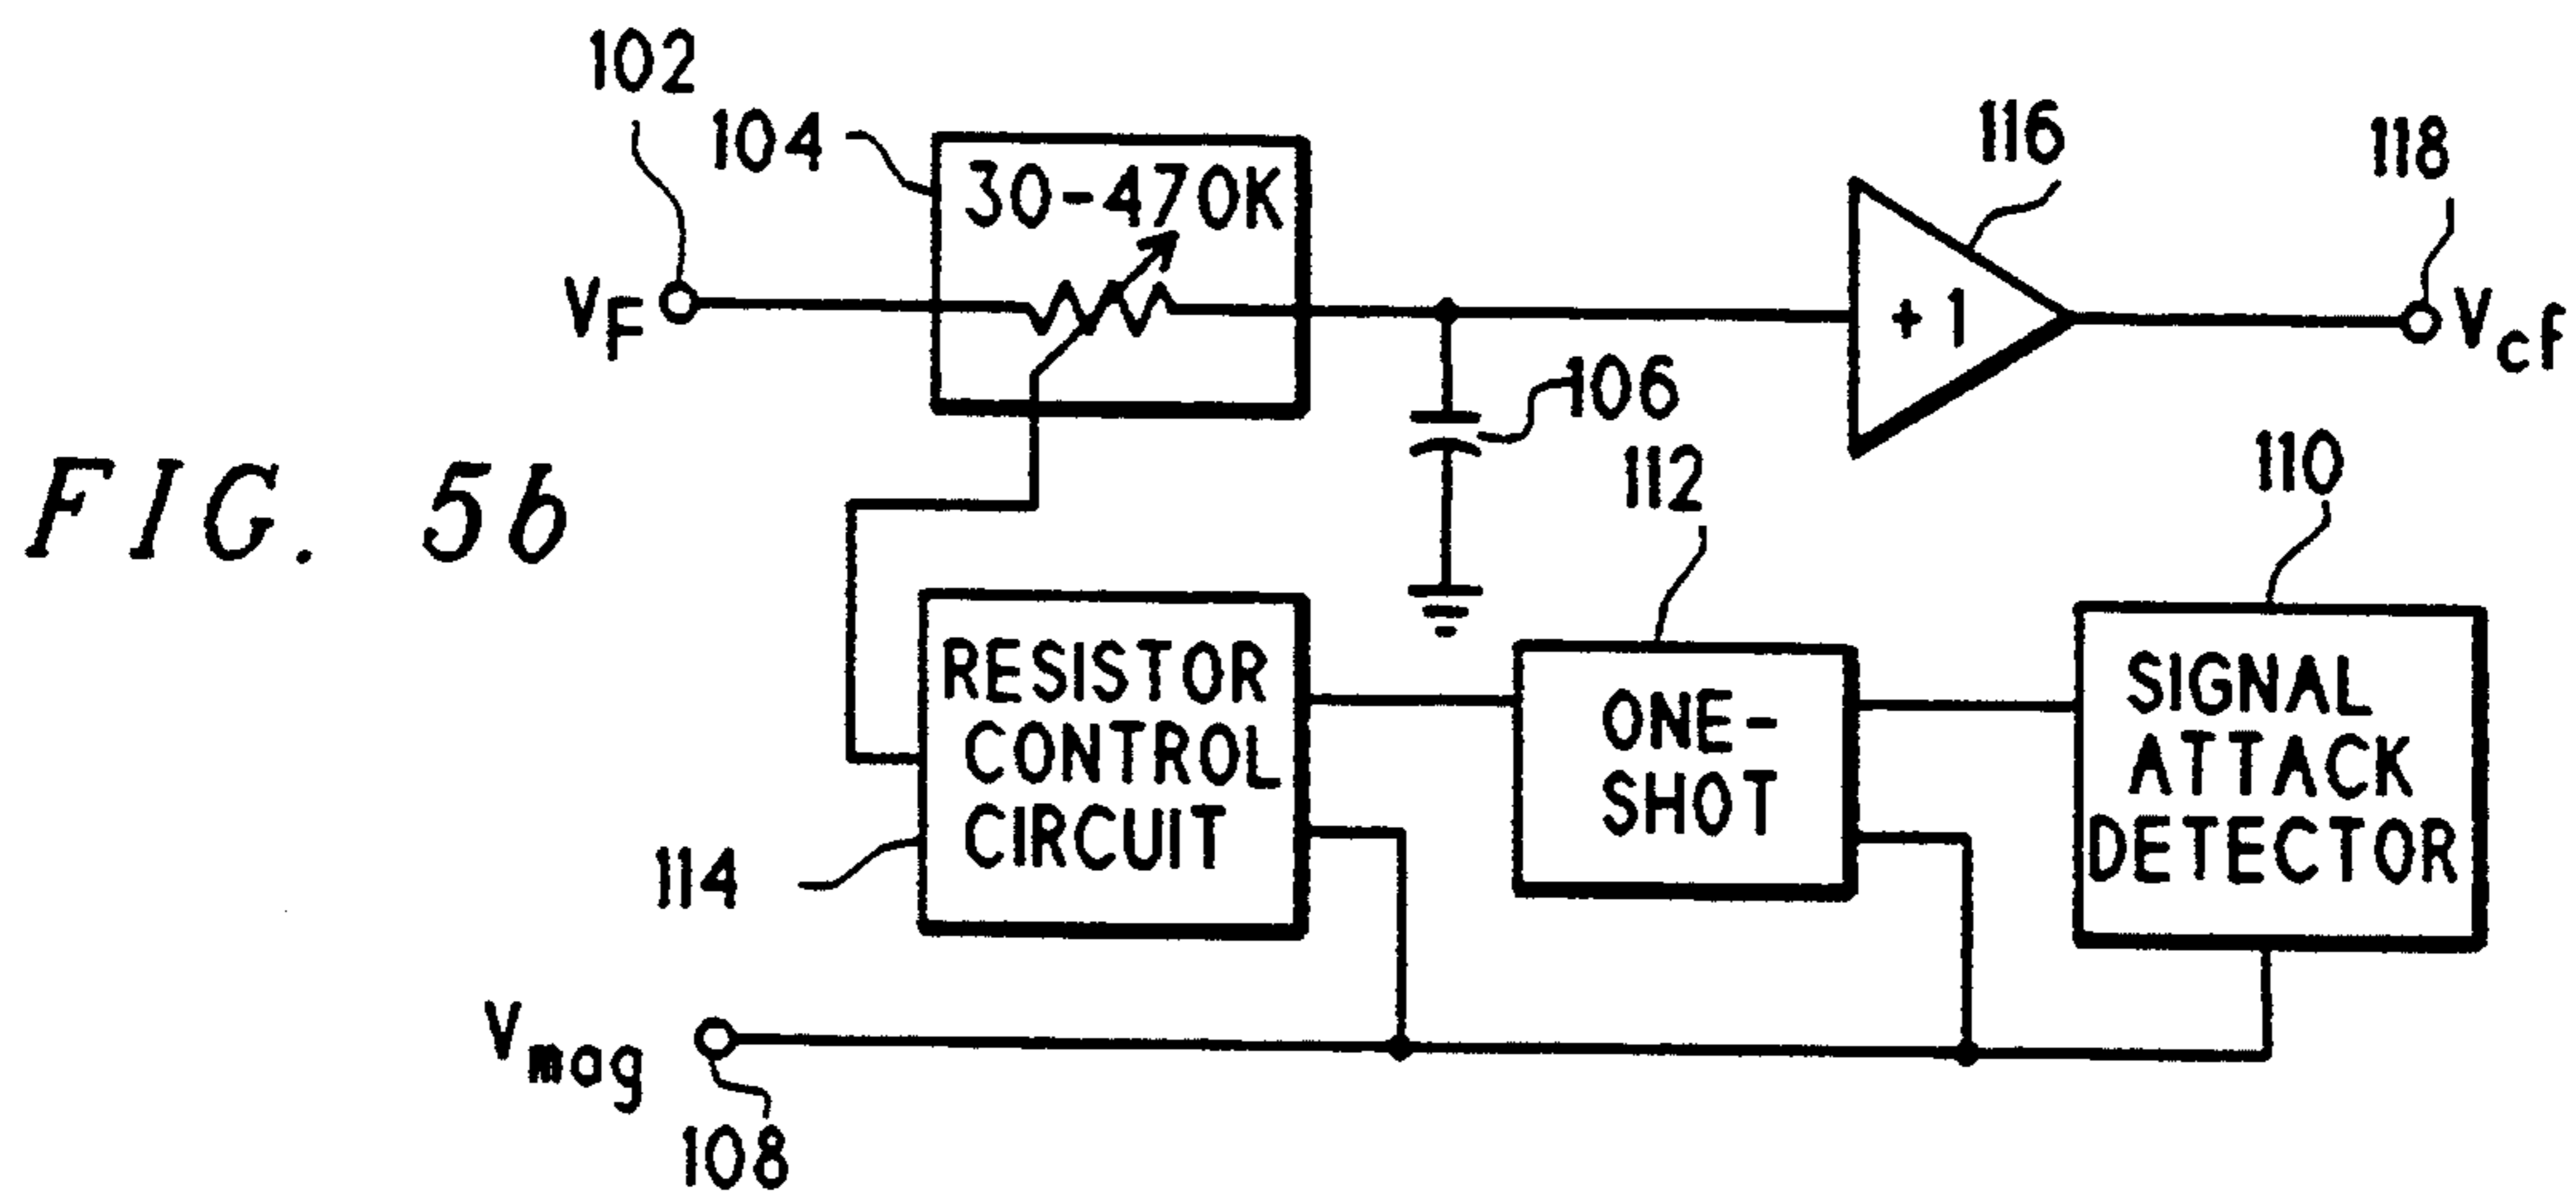 102
104
30-470K
116
118
V_F
+1
V_cf
106
FIG. 5b
112
110
RESISTOR
CONTROL
CIRCUIT
ONE-
SHOT
SIGNAL
ATTACK
DETECTOR
114
V_mag
108